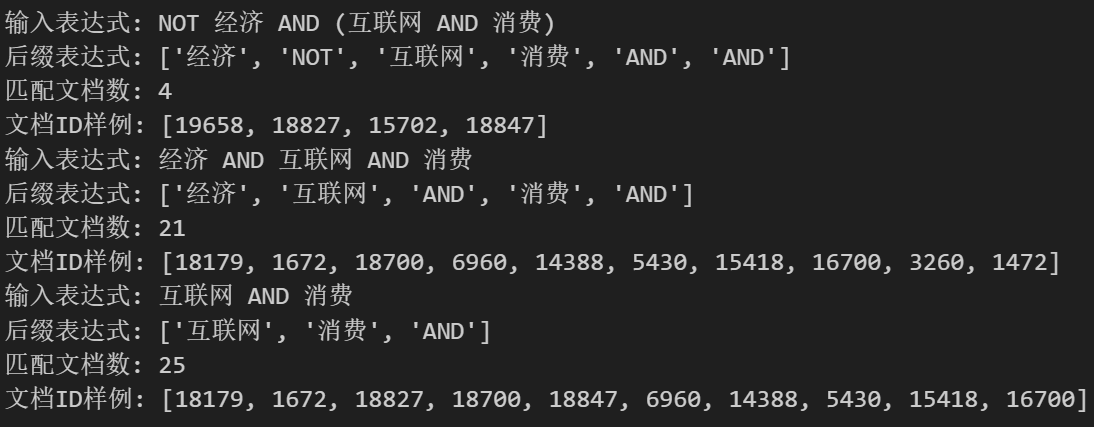 输入表达式: NOT 经济 AND (互联网 AND 消费)
后缀表达式: ['经济', 'NOT', '互联网', '消费', 'AND', 'AND']
匹配文档数: 4
文档ID样例: [19658, 18827, 15702, 18847]
输入表达式: 经济 AND 互联网 AND 消费
后缀表达式: ['经济', '互联网', 'AND', '消费', 'AND']
匹配文档数: 21
文档ID样例: [18179, 1672, 18700, 6960, 14388, 5430, 15418, 16700, 3260, 1472]
输入表达式: 互联网 AND 消费
后缀表达式: ['互联网', '消费', 'AND']
匹配文档数: 25
文档ID样例: [18179, 1672, 18827, 18700, 18847, 6960, 14388, 5430, 15418, 16700]